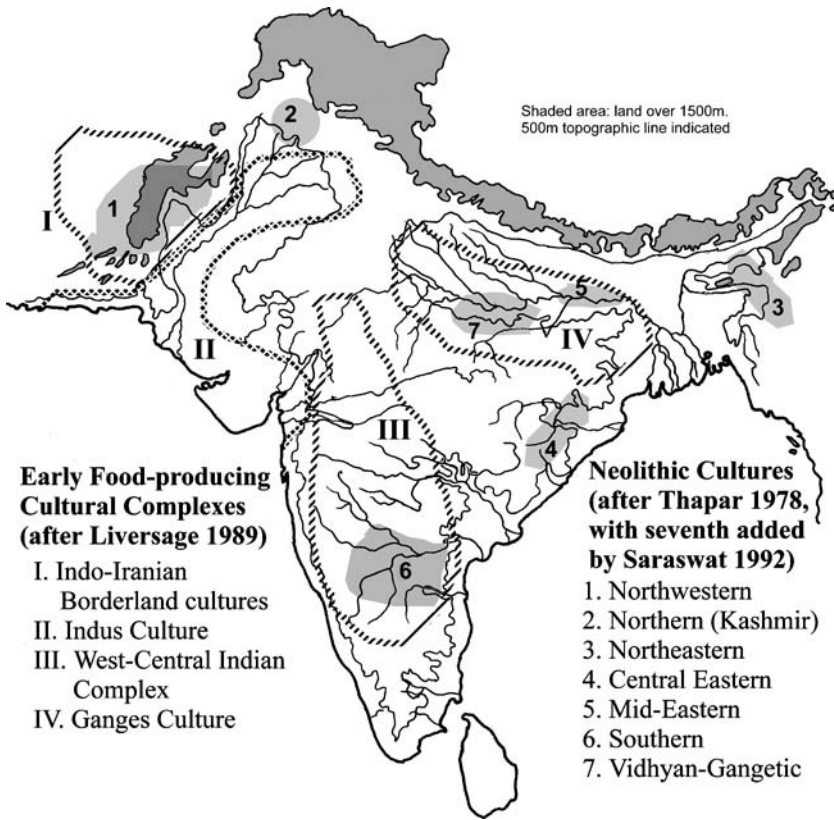 Shaded area: land over 1500m.
500m topographic line indicated
2
1
I
3
5
7
IV
II
III
4
6
Early Food-producing
Cultural Complexes
(after Liversage 1989)
I. Indo-Iranian
Borderland cultures
II. Indus Culture
III. West-Central Indian
Complex
IV. Ganges Culture
Neolithic Cultures
(after Thapar 1978,
with seventh added
by Saraswat 1992)
1. Northwestern
2. Northern (Kashmir)
3. Northeastern
4. Central Eastern
5. Mid-Eastern
6. Southern
7. Vidhyan-Gangetic